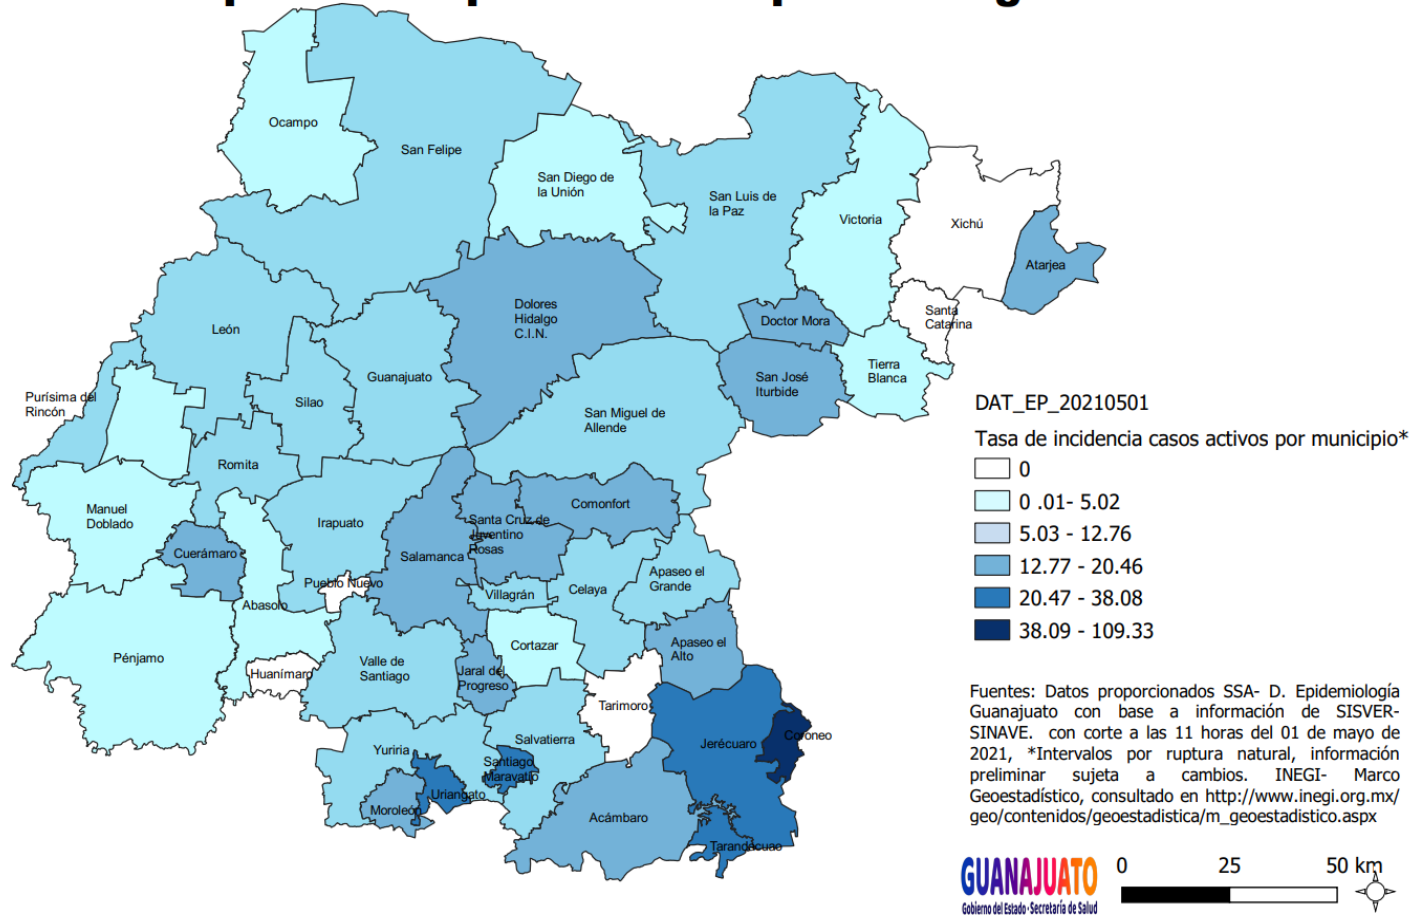 Ocampo
San Felipe
San Diego de
la Unión
San Luis de
la Paz
Victoria
Xichú
Atarjea
Santa
Catarina
Doctor Mora
Dolores
Hidalgo
C.I.N.
León
Guanajuato
San José
Iturbide
Tierra
Blanca
Purísima del
Rincón
Silao
San Miguel de
Allende
Romita
Manuel
Doblado
Irapuato
Comonfort
Santa Cruz de
Juventino
Rosas
Cuerámaro
Salamanca
Pueblo Nuevo
Villagrán
Celaya
Apaseo el
Grande
Abasolo
Cortazar
Apaseo el
Alto
Pénjamo
Huanímaro
Valle de
Santiago
Jaral del
Progreso
Tarimoro
Yuriria
Salvatierra
Jerécuaro
Coroneo
Santiago
Maravatío
Uriangato
Moroleón
Acámbaro
Tarandacuao
DAT_EP_20210501
Tasa de incidencia casos activos por municipio*
0
0 .01- 5.02
5.03 - 12.76
12.77 - 20.46
20.47 - 38.08
38.09 - 109.33
Fuentes: Datos proporcionados SSA- D. Epidemiología
Guanajuato con base a información de SISVER-
SINAVE. con corte a las 11 horas del 01 de mayo de
2021, *Intervalos por ruptura natural, información
preliminar sujeta a cambios. INEGI- Marco
Geoestadístico, consultado en http://www.inegi.org.mx/
geo/contenidos/geoestadistica/m_geoestadistico.aspx
GUANAJUATO
Gobierno del Estado · Secretaría de Salud
0 25 50 km